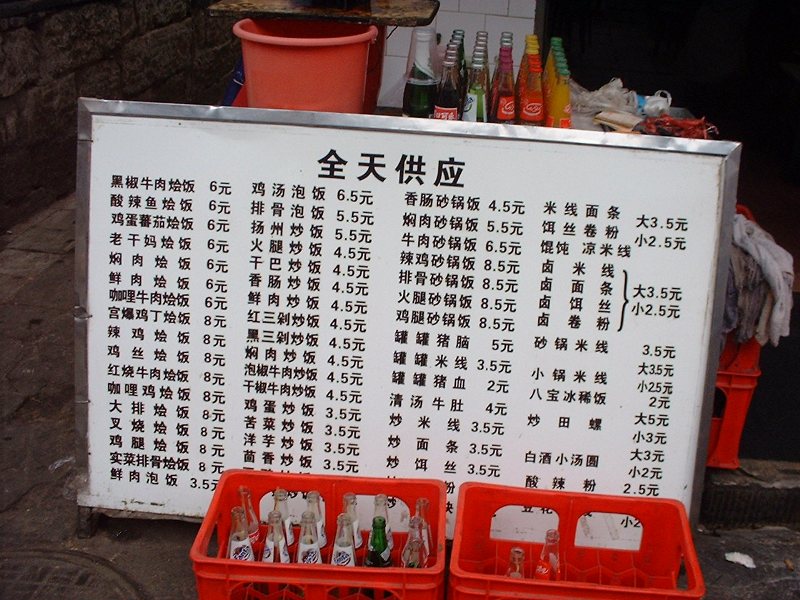 全天供应
黑椒牛肉烩饭 6元
酸辣鱼烩饭 6元
鸡蛋蕃茄烩饭 6元
老干妈烩饭 6元
焖肉烩饭 6元
鲜肉烩饭 6元
咖哩牛肉烩饭 6元
宫爆鸡丁烩饭 8元
辣鸡烩饭 8元
鸡丝烩饭 8元
红烧牛肉烩饭 8元
咖哩鸡烩饭 8元
大排烩饭 8元
叉烧烩饭 8元
鸡腿烩饭 8元
实菜排骨烩饭 8元
鲜肉泡饭 3.5元
鸡汤泡饭 6.5元
排骨泡饭 5.5元
扬州炒饭 5.5元
火腿炒饭 4.5元
干巴炒饭 4.5元
香肠炒饭 4.5元
鲜肉炒饭 4.5元
红三剁炒饭 4.5元
黑三剁炒饭 4.5元
焖肉炒饭 4.5元
泡椒牛肉炒饭 4.5元
干椒牛肉炒饭 4.5元
鸡蛋炒饭 3.5元
苦菜炒饭 3.5元
洋芋炒饭 3.5元
茴香炒饭 3.5元
香肠砂锅饭 4.5元
焖肉砂锅饭 5.5元
牛肉砂锅饭 6.5元
辣鸡砂锅饭 8.5元
排骨砂锅饭 8.5元
火腿砂锅饭 8.5元
鸡腿砂锅饭 8.5元
罐罐猪脑 5元
罐罐米线 3.5元
罐罐猪血 2元
清汤牛肚 4元
炒米线 3.5元
炒面条 3.5元
炒饵丝 3.5元
米线面条 大3.5元
饵丝卷粉 小2.5元
馄饨 凉米线
卤米线
卤面条 大3.5元
卤饵丝 小2.5元
卤卷粉
砂锅米线 3.5元
小锅米线 大35元
小25元
八宝冰稀饭 2元
炒田螺 大5元
小3元
白酒小汤圆 大3元
小2元
酸辣粉 2.5元
小2